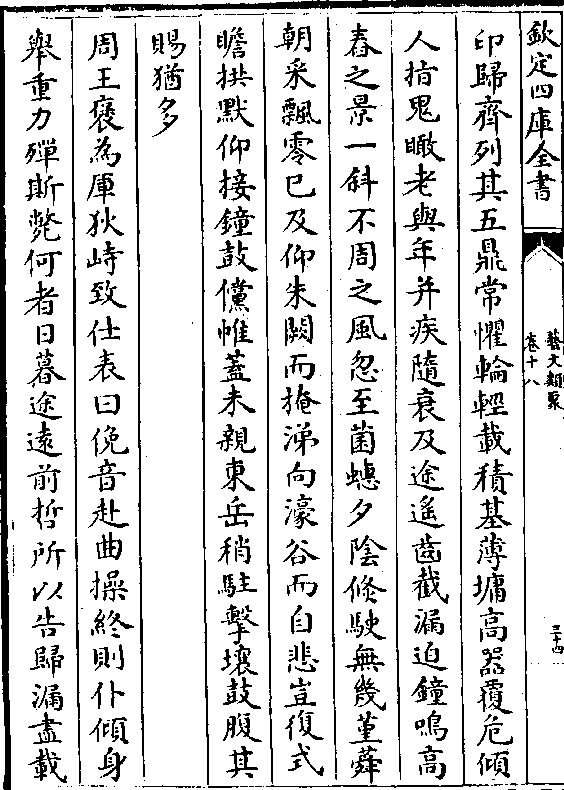 欽定四庫全書
藝文類聚
卷十八
三十四
印歸齊列其五鼎常懼輪輕載積基薄墉高器覆危傾
人指鬼瞰老與年并疾隨衰及途遙齒截漏迫鐘鳴高
舂之景一斜不周之風忽至菌蟪夕陰倏駛無幾堇蕣
朝采飄零已及仰朱闕而掩涕向濠谷而自悲豈復式
瞻拱默仰接鐘鼓儻帷蓋未親東岳稍駐擊壤鼓腹其
賜猶多
周王褒為厙狄峙致仕表曰俛音赴曲操終則仆傾身
舉重力殫斯斃何者日暮途遠前哲所以告歸漏盡載